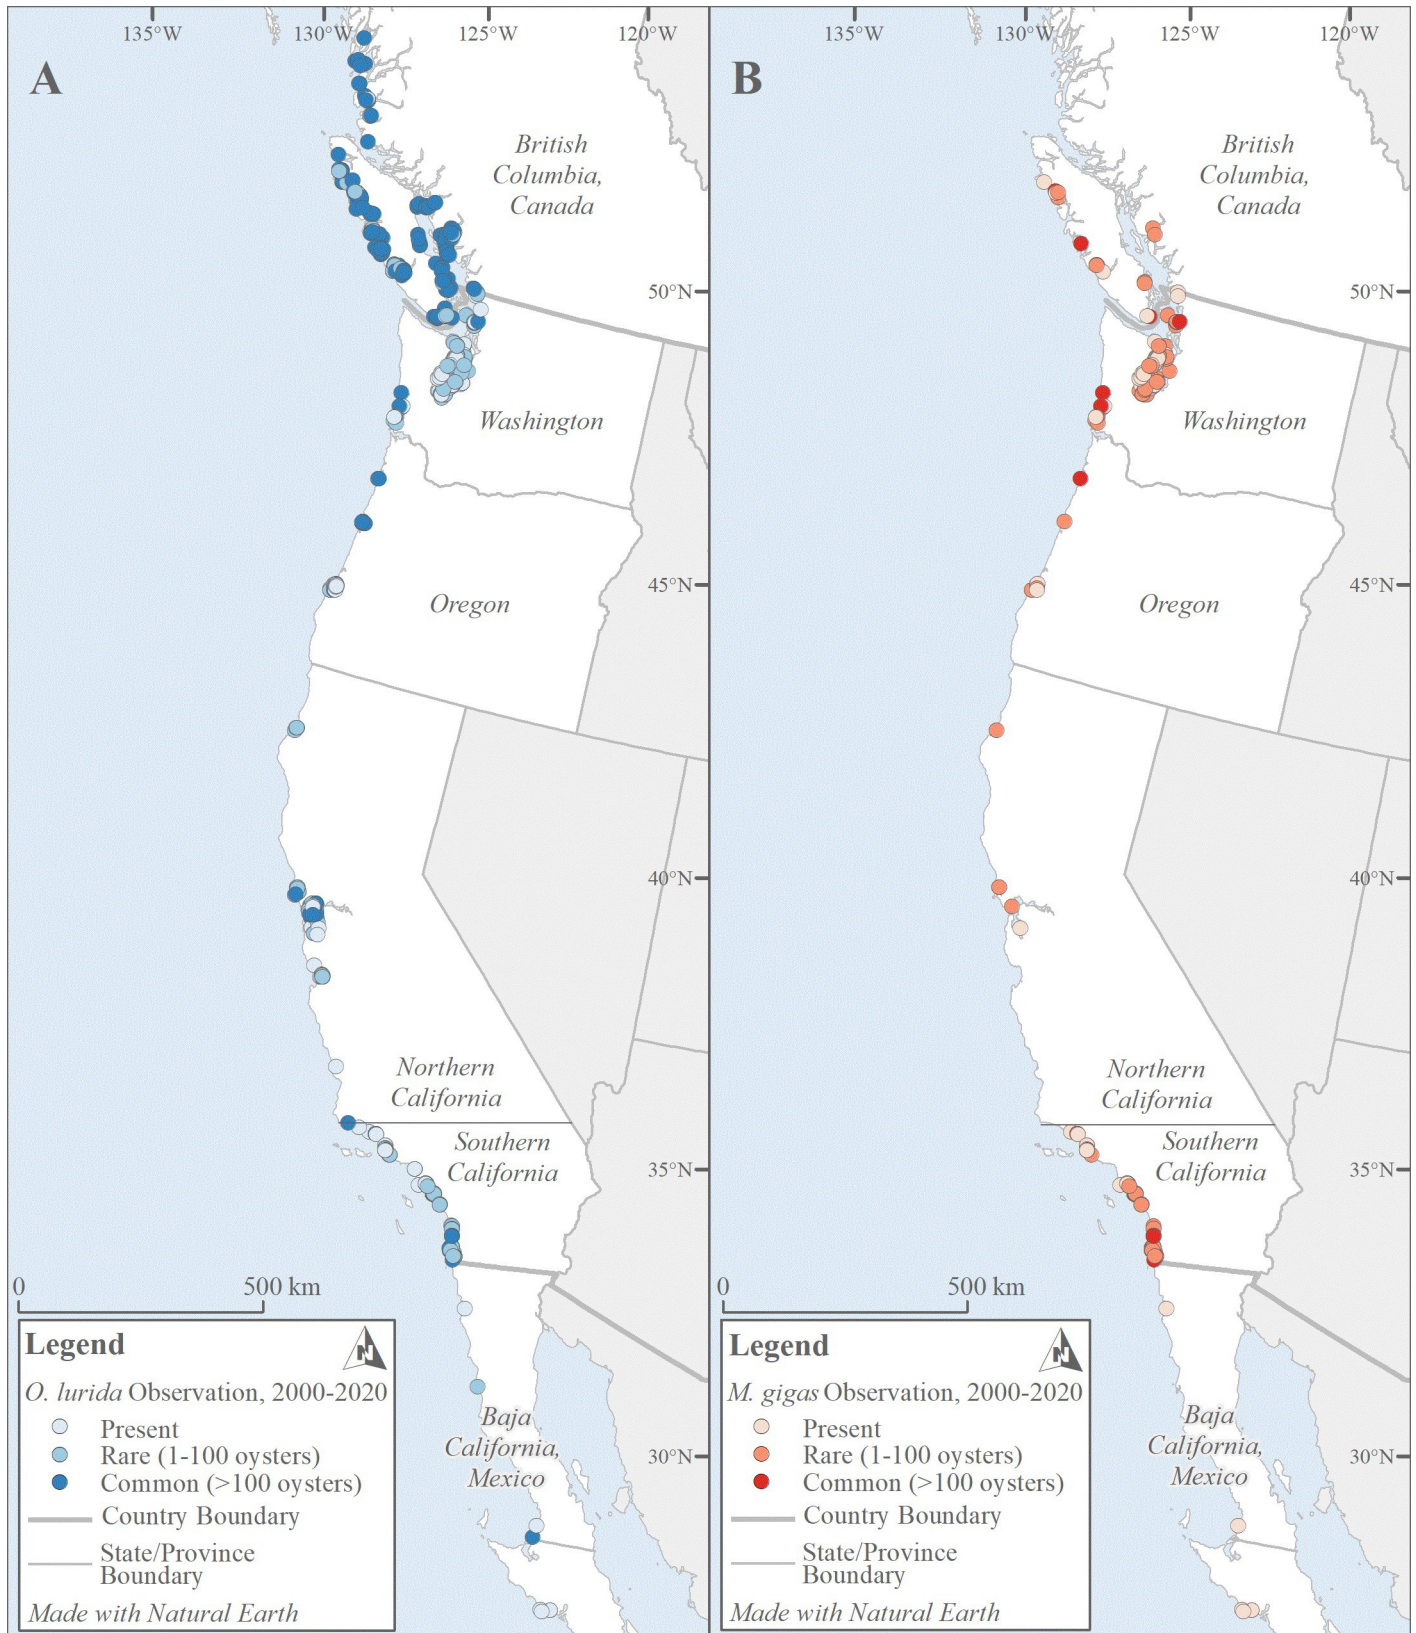 135°W
130°W
125°W
120°W
A
British
Columbia,
Canada
50°N
Washington
45°N
Oregon
40°N
Northern
California
Southern
California
35°N
0
500 km
Baja
California,
Mexico
30°N
Legend
N
O. lurida Observation, 2000-2020
Present
Rare (1-100 oysters)
Common (>100 oysters)
Country Boundary
State/Province
Boundary
Made with Natural Earth
135°W
130°W
125°W
120°W
B
British
Columbia,
Canada
50°N
Washington
45°N
Oregon
40°N
Northern
California
Southern
California
35°N
0
500 km
Baja
California,
Mexico
30°N
Legend
N
M. gigas Observation, 2000-2020
Present
Rare (1-100 oysters)
Common (>100 oysters)
Country Boundary
State/Province
Boundary
Made with Natural Earth